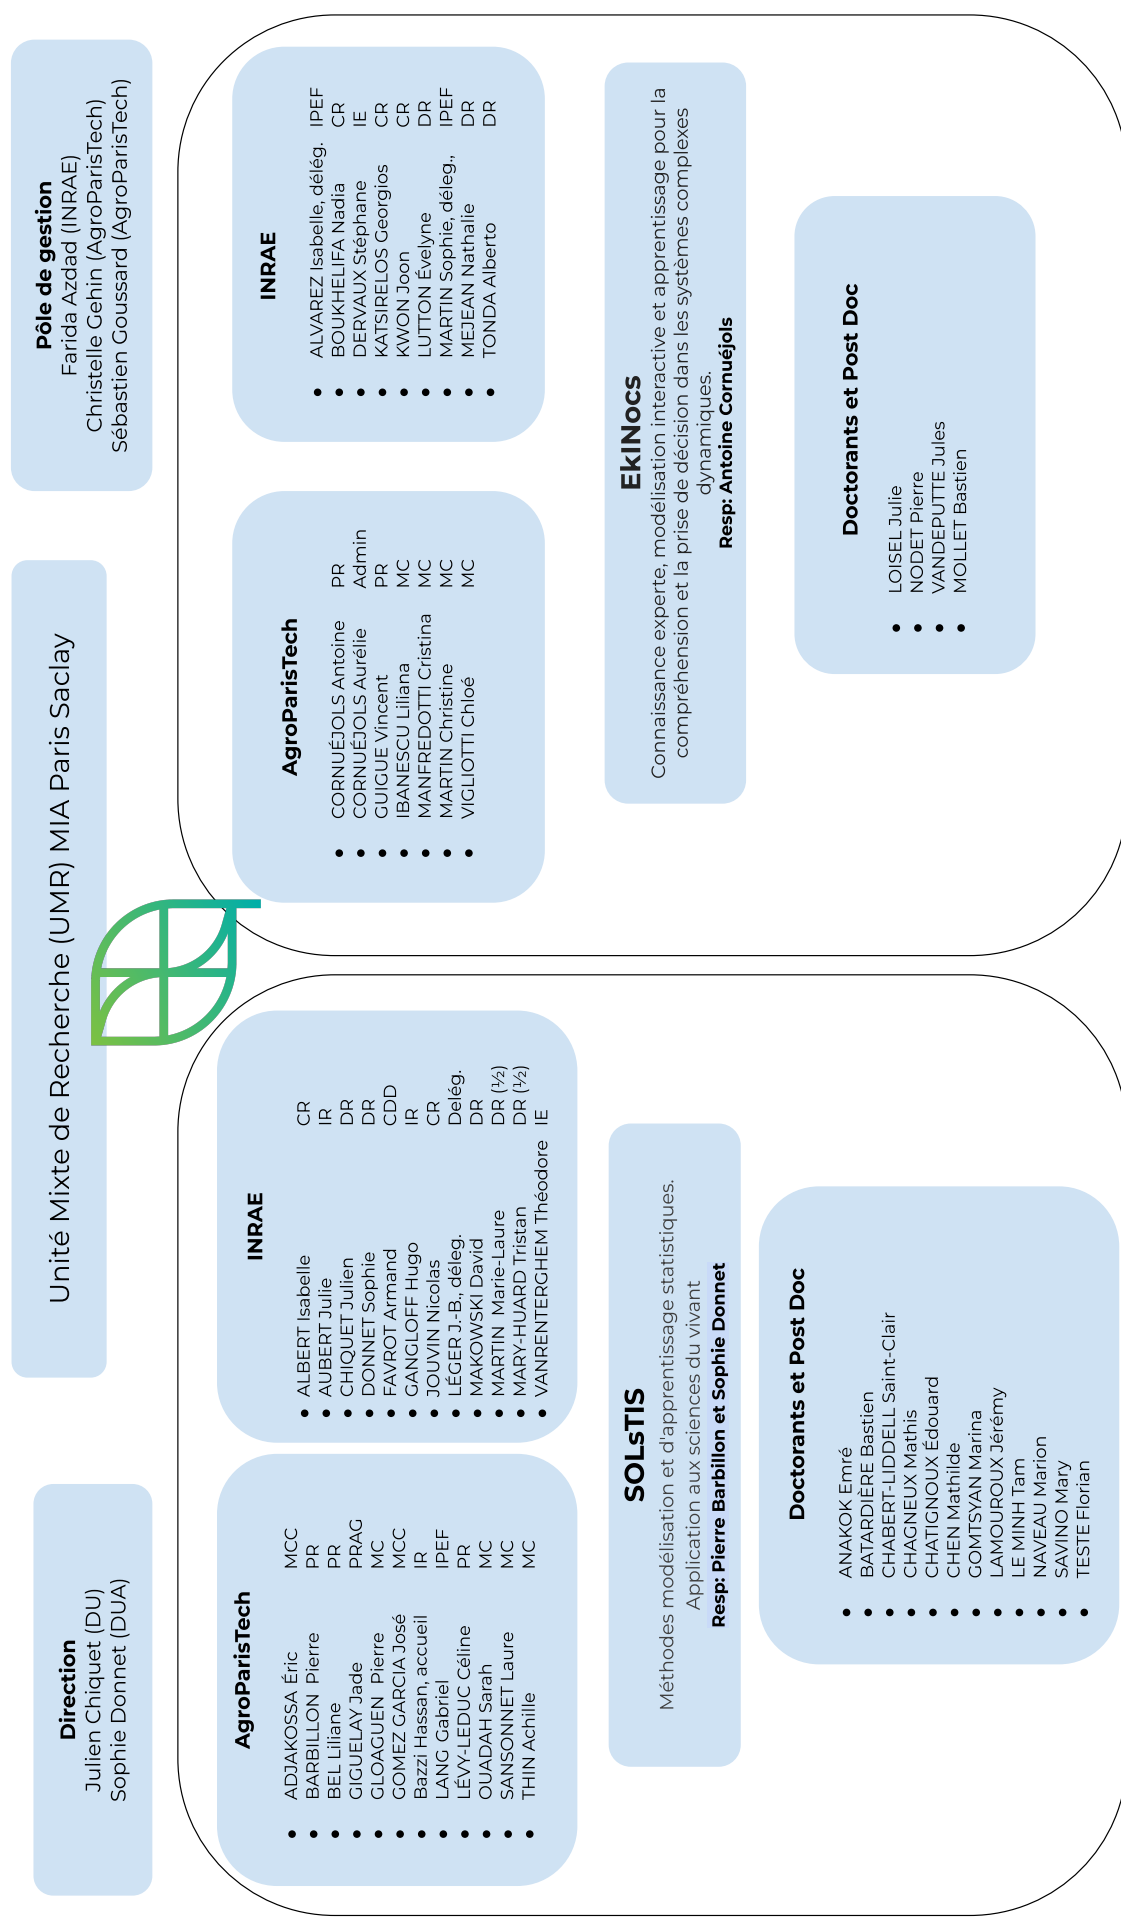 Unité Mixte de Recherche (UMR) MIA Paris Saclay
Direction
Julien Chiquet (DU)
Sophie Donnet (DUA)
Pôle de gestion
Farida Azdad (INRAE)
Christelle Gehin (AgroParisTech)
Sébastien Goussard (AgroParisTech)
AgroParisTech
• ADJAKOSSA Éric MCC
• BARBILLON Pierre PR
• BEL Liliane PR
• GIGUELAY Jade PRAG
• GLOAGUEN Pierre MC
• GOMEZ GARCIA José MCC
• Bazzi Hassan, accueil IR
• LANG Gabriel IPEF
• LÉVY-LEDUC Céline PR
• OUADAH Sarah MC
• SANSONNET Laure MC
• THIN Achille MC
INRAE
• ALBERT Isabelle CR
• AUBERT Julie IR
• CHIQUET Julien DR
• DONNET Sophie DR
• FAVROT Armand CDD
• GANGLOFF Hugo IR
• JOUVIN Nicolas CR
• LÉGER J.-B., déleg. Delég.
• MAKOWSKI David DR
• MARTIN Marie-Laure DR (½)
• MARY-HUARD Tristan DR (½)
• VANRENTERGHEM Théodore IE
SOLsTIS
Méthodes modélisation et d'apprentissage statistiques.
Application aux sciences du vivant
Resp: Pierre Barbillon et Sophie Donnet
Doctorants et Post Doc
• ANAKOK Emré
• BATARDIÈRE Bastien
• CHABERT-LIDDELL Saint-Clair
• CHAGNEUX Mathis
• CHATIGNOUX Édouard
• CHEN Mathilde
• GOMTSYAN Marina
• LAMOUROUX Jérémy
• LE MINH Tam
• NAVEAU Marion
• SAVINO Mary
• TESTE Florian
AgroParisTech
• CORNUÉJOLS Antoine PR
• CORNUÉJOLS Aurélie Admin
• GUIGUE Vincent PR
• IBANESCU Liliana MC
• MANFREDOTTI Cristina MC
• MARTIN Christine MC
• VIGLIOTTI Chloé MC
INRAE
• ALVAREZ Isabelle, délég. IPEF
• BOUKHELIFA Nadia CR
• DERVAUX Stéphane IE
• KATSIRELOS Georgios CR
• KWON Joon CR
• LUTTON Évelyne DR
• MARTIN Sophie, déleg., IPEF
• MEJEAN Nathalie DR
• TONDA Alberto DR
EkINocs
Connaissance experte, modélisation interactive et apprentissage pour la
compréhension et la prise de décision dans les systèmes complexes
dynamiques.
Resp: Antoine Cornuéjols
Doctorants et Post Doc
• LOISEL Julie
• NODET Pierre
• VANDEPUTTE Jules
• MOLLET Bastien